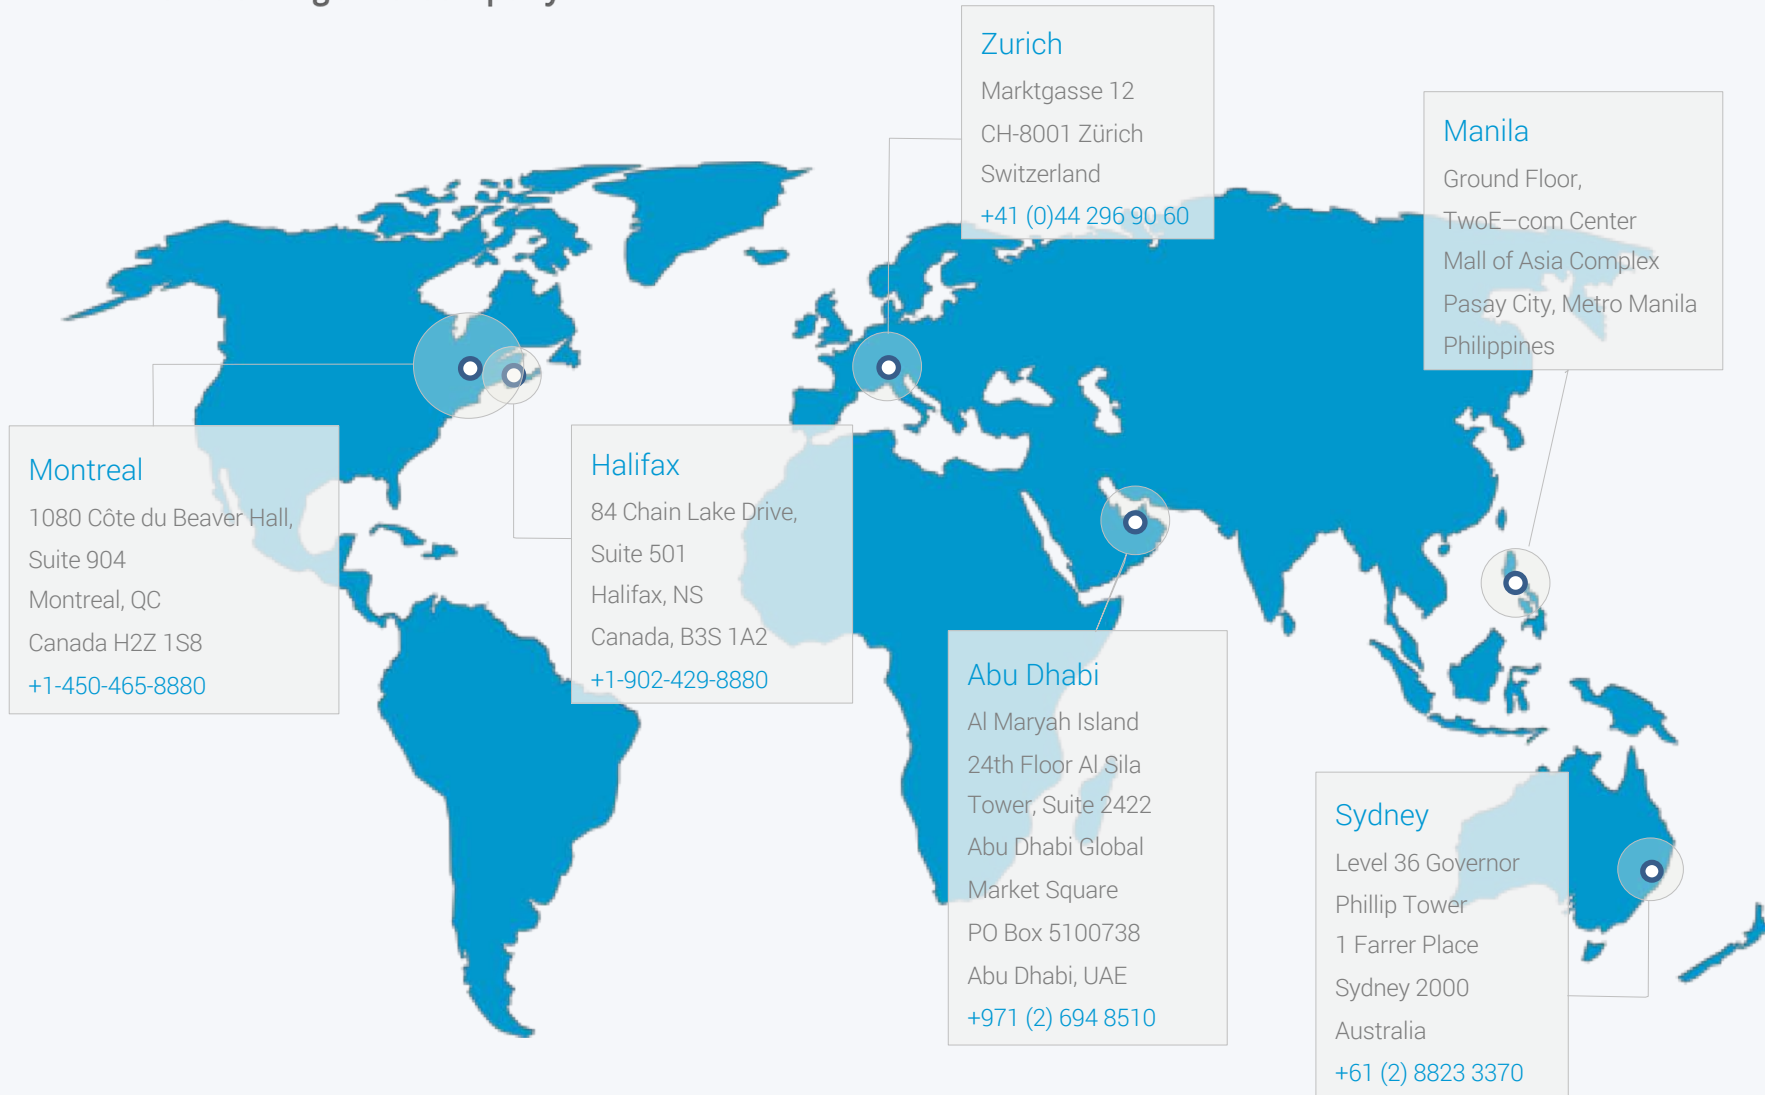 Zurich
Marktgasse 12
CH-8001 Zürich
Switzerland
+41 (0)44 296 90 60
Manila
Ground Floor,
TwoE–com Center
Mall of Asia Complex
Pasay City, Metro Manila
Philippines
Montreal
1080 Côte du Beaver Hall,
Suite 904
Montreal, QC
Canada H2Z 1S8
+1-450-465-8880
Halifax
84 Chain Lake Drive,
Suite 501
Halifax, NS
Canada, B3S 1A2
+1-902-429-8880
Abu Dhabi
Al Maryah Island
24th Floor Al Sila
Tower, Suite 2422
Abu Dhabi Global
Market Square
PO Box 5100738
Abu Dhabi, UAE
+971 (2) 694 8510
Sydney
Level 36 Governor
Phillip Tower
1 Farrer Place
Sydney 2000
Australia
+61 (2) 8823 3370